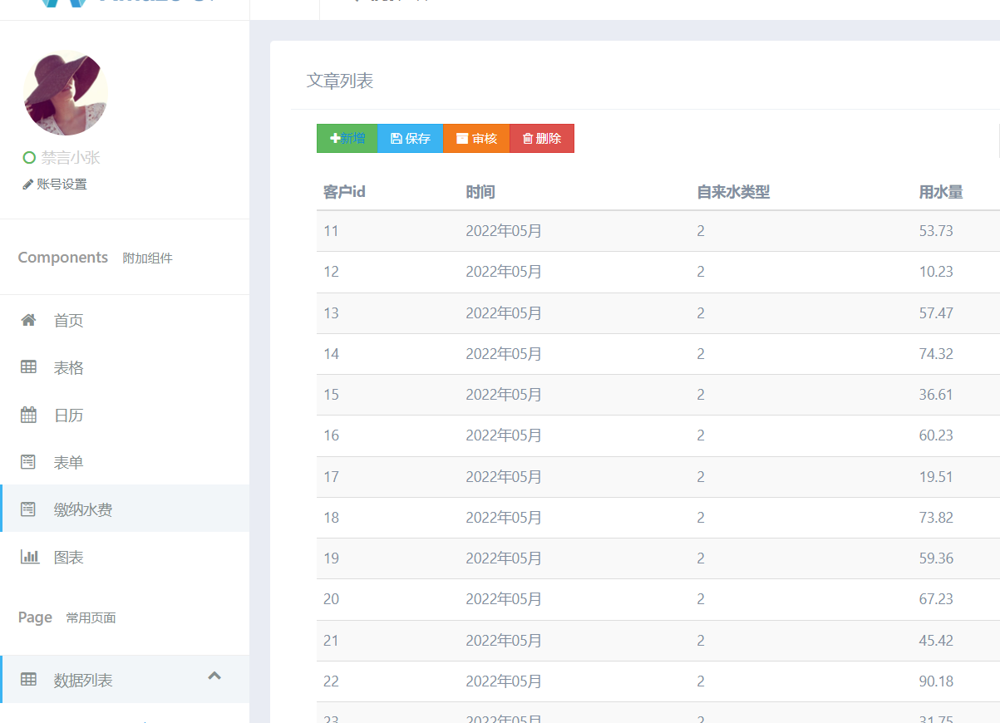 禁言小张
账号设置
Components 附加组件
首页
表格
日历
表单
缴纳水费
图表
Page 常用页面
数据列表
文章列表
新增 保存 审核 删除
客户id 时间 自来水类型 用水量
11 2022年05月 2 53.73
12 2022年05月 2 10.23
13 2022年05月 2 57.47
14 2022年05月 2 74.32
15 2022年05月 2 36.61
16 2022年05月 2 60.23
17 2022年05月 2 19.51
18 2022年05月 2 73.82
19 2022年05月 2 59.36
20 2022年05月 2 67.23
21 2022年05月 2 45.42
22 2022年05月 2 90.18
23 2022年05月 2 31.75